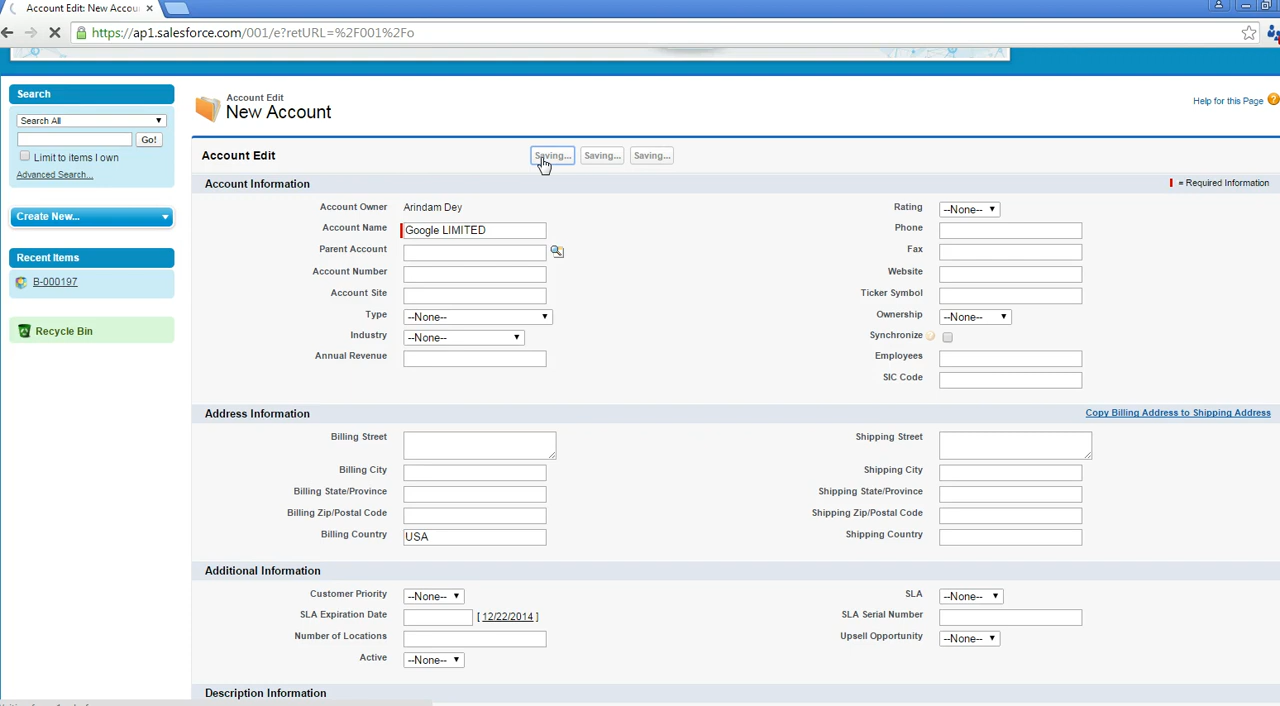 Account Edit: New Accou
https://ap1.salesforce.com/001/e?retURL=%2F001%2Fo
Search
Search All
Go!
Limit to items I own
Advanced Search...
Create New...
Recent Items
B-000197
Recycle Bin
Account Edit
New Account
Help for this Page
Account Edit
Saving... Saving... Saving...
Account Information
= Required Information
Account Owner Arindam Dey
Rating --None--
Account Name Google LIMITED
Phone
Parent Account
Fax
Account Number
Website
Account Site
Ticker Symbol
Type --None--
Ownership --None--
Industry --None--
Synchronize
Annual Revenue
Employees
SIC Code
Address Information
Copy Billing Address to Shipping Address
Billing Street
Shipping Street
Billing City
Shipping City
Billing State/Province
Shipping State/Province
Billing Zip/Postal Code
Shipping Zip/Postal Code
Billing Country USA
Shipping Country
Additional Information
Customer Priority --None--
SLA --None--
SLA Expiration Date [ 12/22/2014 ]
SLA Serial Number
Number of Locations
Upsell Opportunity --None--
Active --None--
Description Information